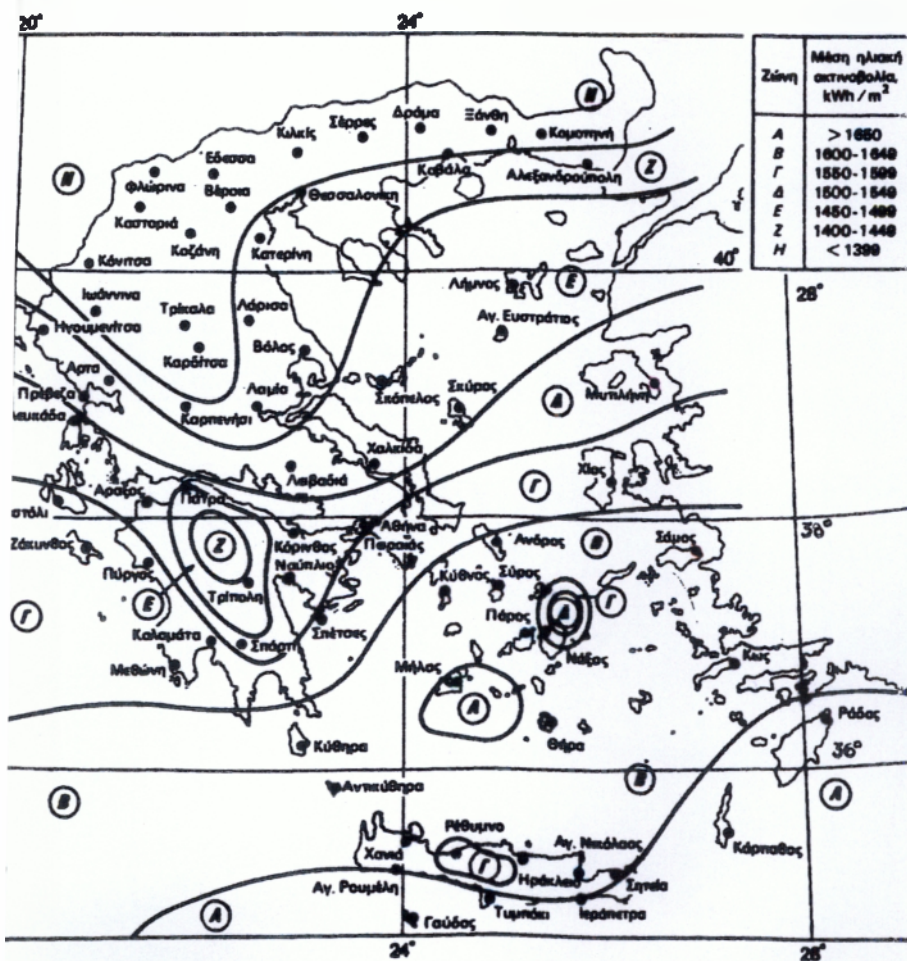 20°
24°
Ζώνη
Μέση ηλιακή
ακτινοβολία,
kWh/m²
Α >1650
Β 1600-1649
Γ 1550-1599
Δ 1500-1549
Ε 1450-1499
Ζ 1400-1449
Η <1399
Η
Δράμα
Ξάνθη
Σέρρες
Κιλκίς
Κομοτηνή
Έδεσσα
Καβάλα
Ζ
Η
Φλώρινα
Βέροια
Θεσσαλονίκη
Αλεξανδρούπολη
Καστοριά
Κοζάνη
Κατερίνη
Κόνιτσα
40°
Λήμνος
Ε
28°
Ιωάννινα
Τρίκαλα
Λάρισα
Αγ. Ευστράτιος
Ηγουμενίτσα
Καρδίτσα
Βόλος
Άρτα
Λαμία
Πρέβεζα
Σκόπελος
Σκύρος
Δ
Μυτιλήνη
Λευκάδα
Καρπενήσι
Χαλκίδα
Λειβαδιά
Χίος
Γ
Άραξος
Πάτρα
στόλι
Αθήνα
38°
Ζ
Κόρινθος
Πειραιάς
Άνδρος
Β
Σάμος
Ζάκυνθος
Ναύπλιο
Πύργος
Κύθνος
Σύρος
Ε
Τρίπολη
Πάρος
Δ
Γ
Γ
Σπέτσες
Καλαμάτα
Σπάρτη
Νάξος
Μεθώνη
Μήλος
Κως
Α
Ρόδος
Κύθηρα
Θήρα
36°
Β
Αντικύθηρα
Β
Α
Ρέθυμνο
Αγ. Νικόλαος
Κάρπαθος
Χανιά
Γ
Ηράκλειο
Σητεία
Αγ. Ρουμέλη
Τυμπάκι
Ιεράπετρα
Α
Γαύδος
24°
28°